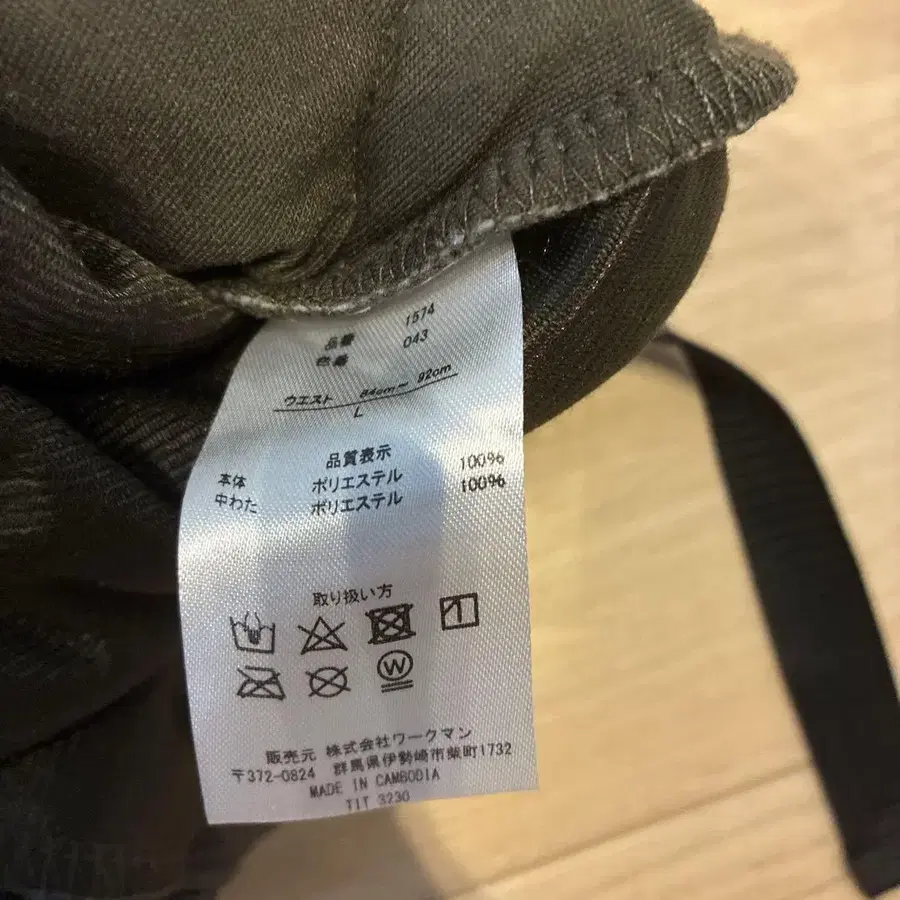 品番 1574
色番 043
ウエスト 84cm～ 92cm
L
品質表示
本体 ポリエステル 100%
中わた ポリエステル 100%
取り扱い方
W
販売元 株式会社ワークマン
〒372-0824 群馬県伊勢崎市柴町1732
MADE IN CAMBODIA
TIT 3230